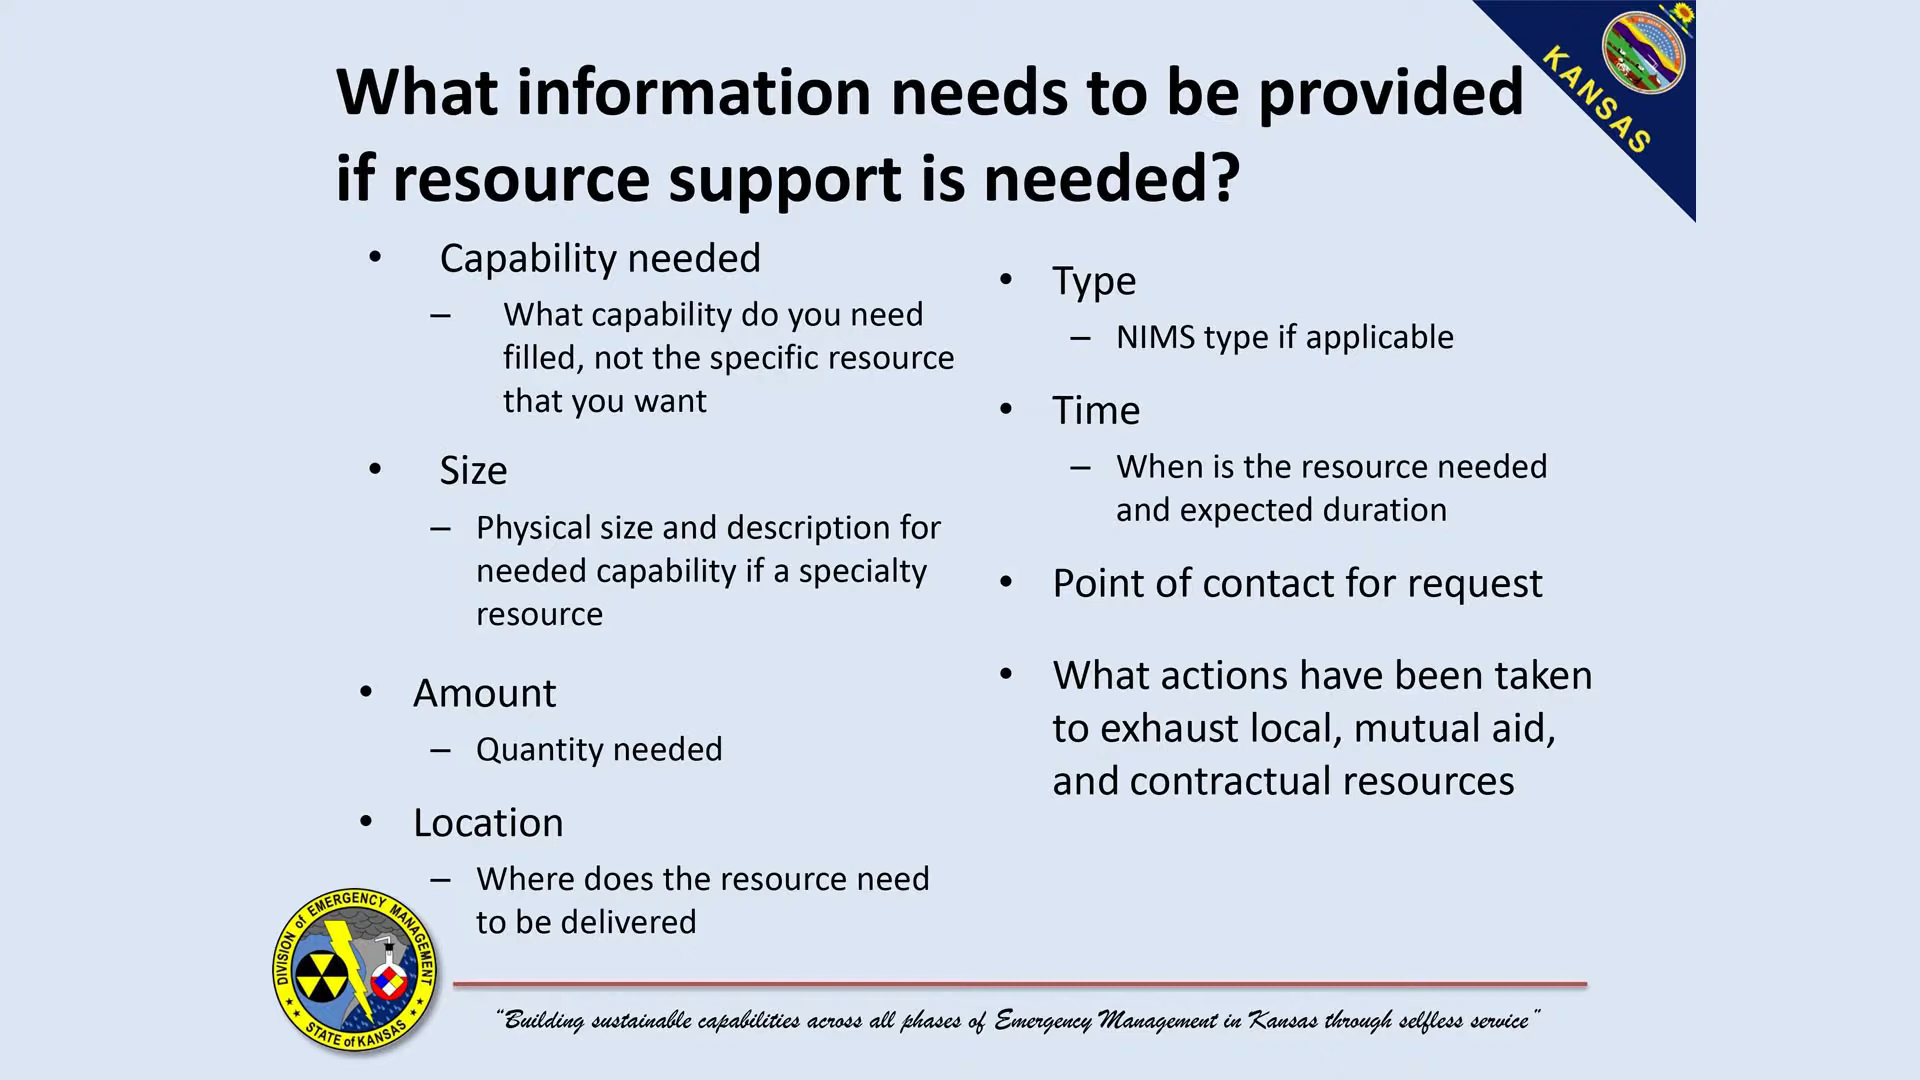 What information needs to be provided
if resource support is needed?
KANSAS
• Capability needed
– What capability do you need
filled, not the specific resource
that you want
• Size
– Physical size and description for
needed capability if a specialty
resource
• Amount
– Quantity needed
• Location
– Where does the resource need
to be delivered
• Type
– NIMS type if applicable
• Time
– When is the resource needed
and expected duration
• Point of contact for request
• What actions have been taken
to exhaust local, mutual aid,
and contractual resources
DIVISION of EMERGENCY MANAGEMENT
STATE of KANSAS
“Building sustainable capabilities across all phases of Emergency Management in Kansas through selfless service”